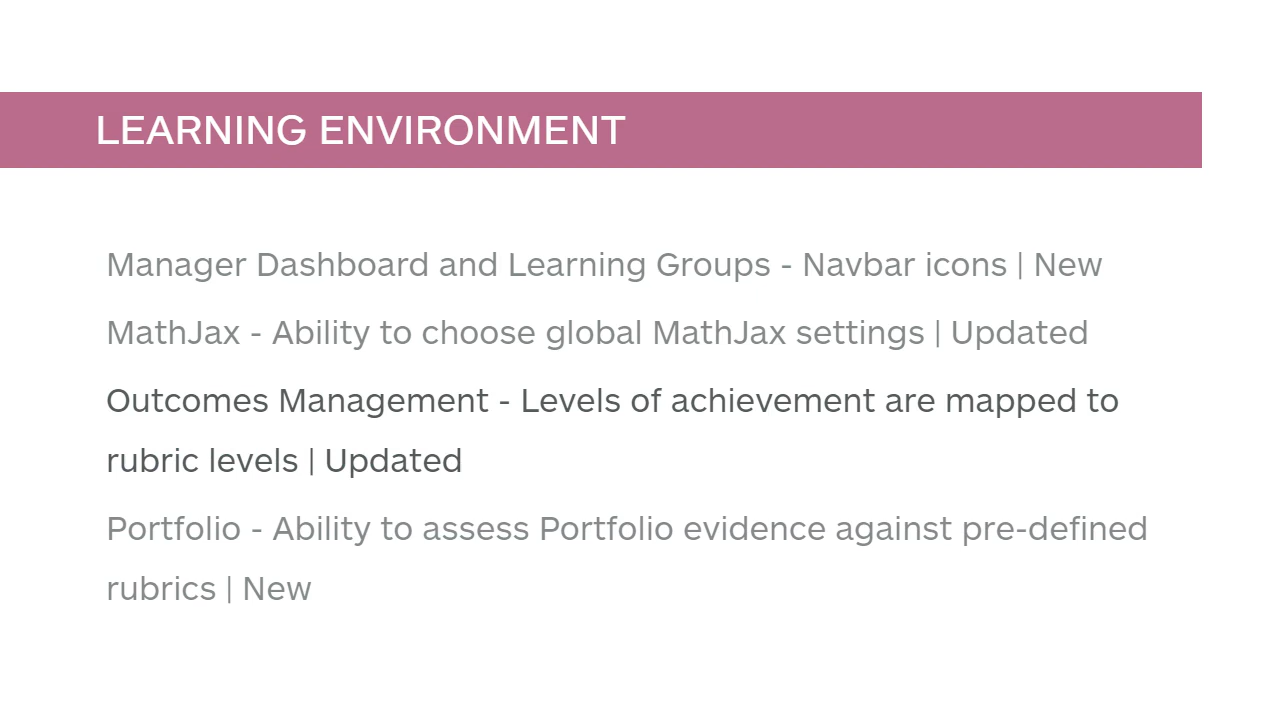 LEARNING ENVIRONMENT
Manager Dashboard and Learning Groups - Navbar icons | New
MathJax - Ability to choose global MathJax settings | Updated
Outcomes Management - Levels of achievement are mapped to
rubric levels | Updated
Portfolio - Ability to assess Portfolio evidence against pre-defined
rubrics | New